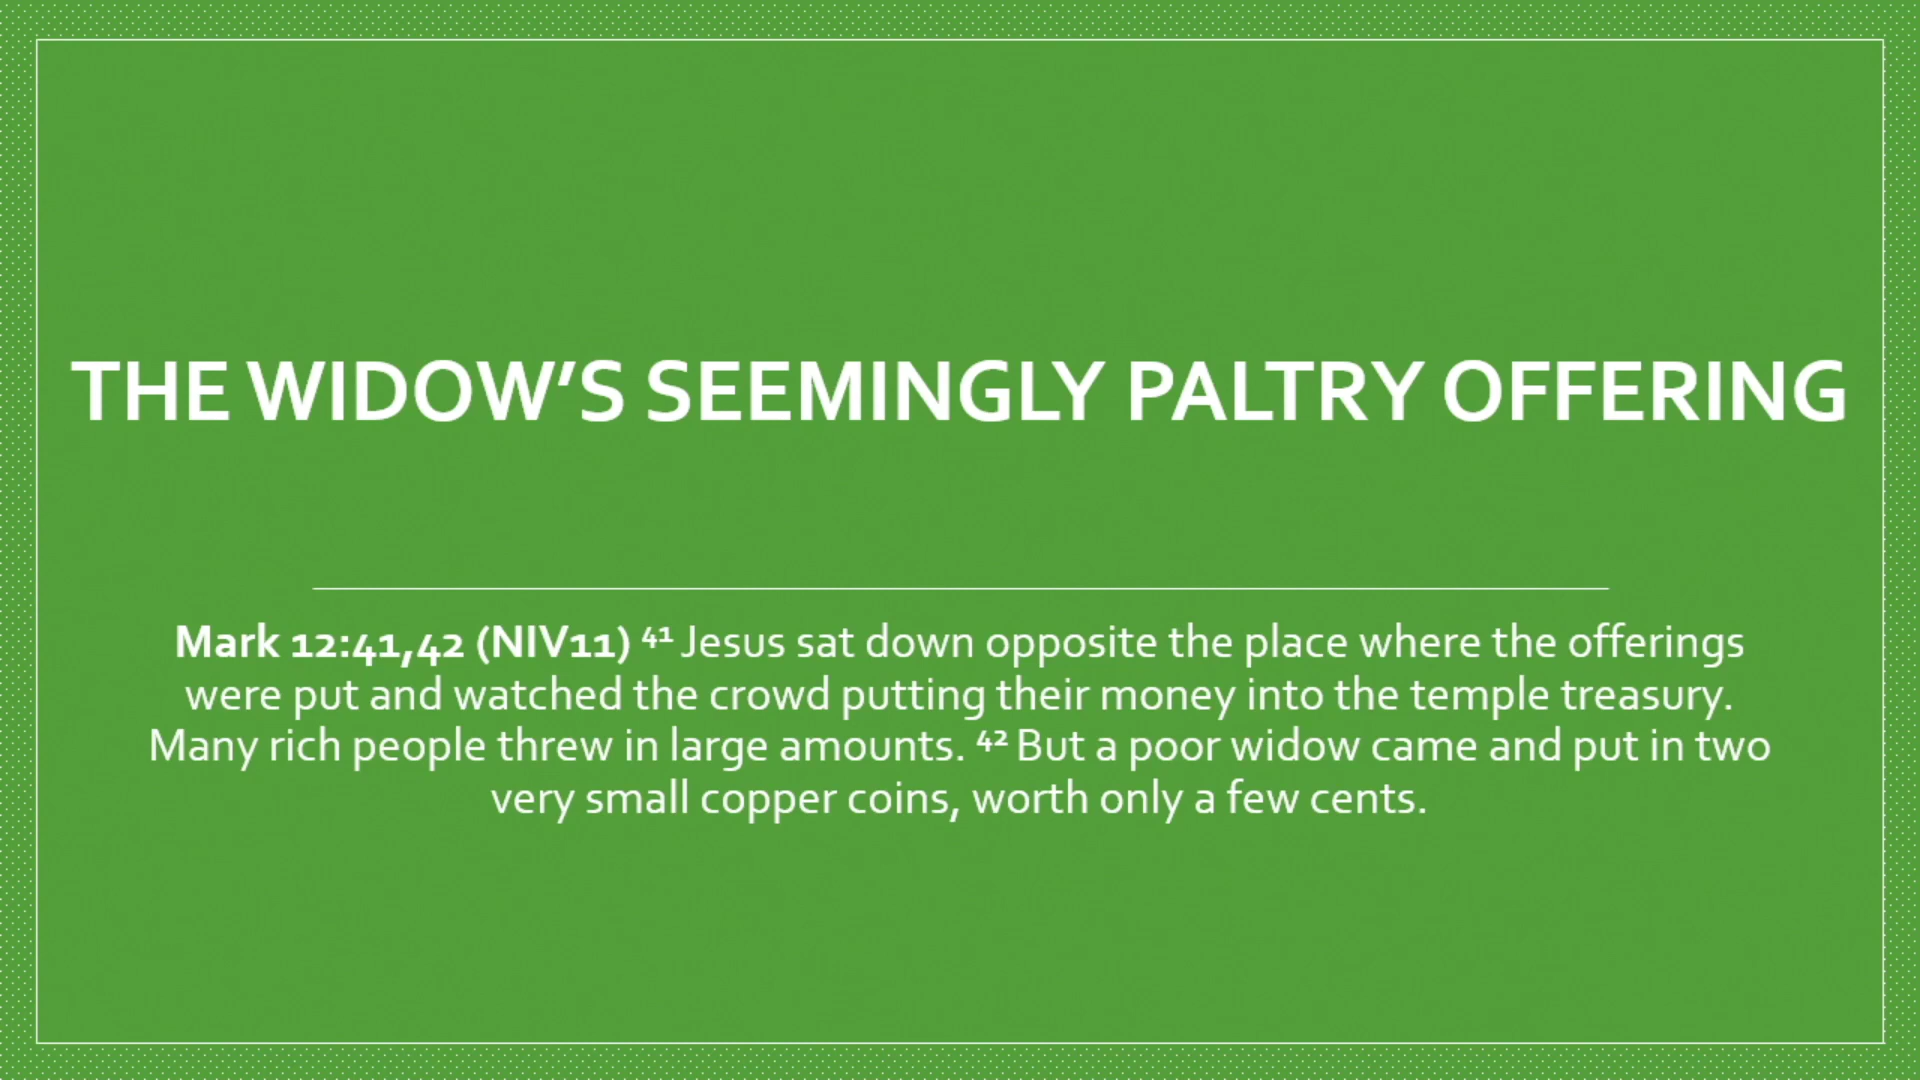 THE WIDOW’S SEEMINGLY PALTRY OFFERING
Mark 12:41,42 (NIV11) 41 Jesus sat down opposite the place where the offerings
were put and watched the crowd putting their money into the temple treasury.
Many rich people threw in large amounts. 42 But a poor widow came and put in two
very small copper coins, worth only a few cents.